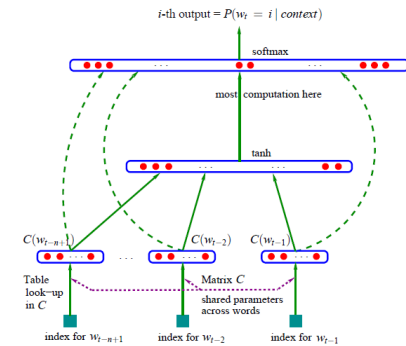 i-th output = P(w_t = i | context)
softmax
. . .
. . .
most computation here
tanh
. . .
. . .
C(w_{t−n+1})
C(w_{t−2})
C(w_{t−1})
. . .
. . .
. . .
. . .
Table
look−up
in C
Matrix C
shared parameters
across words
index for w_{t−n+1}
index for w_{t−2}
index for w_{t−1}